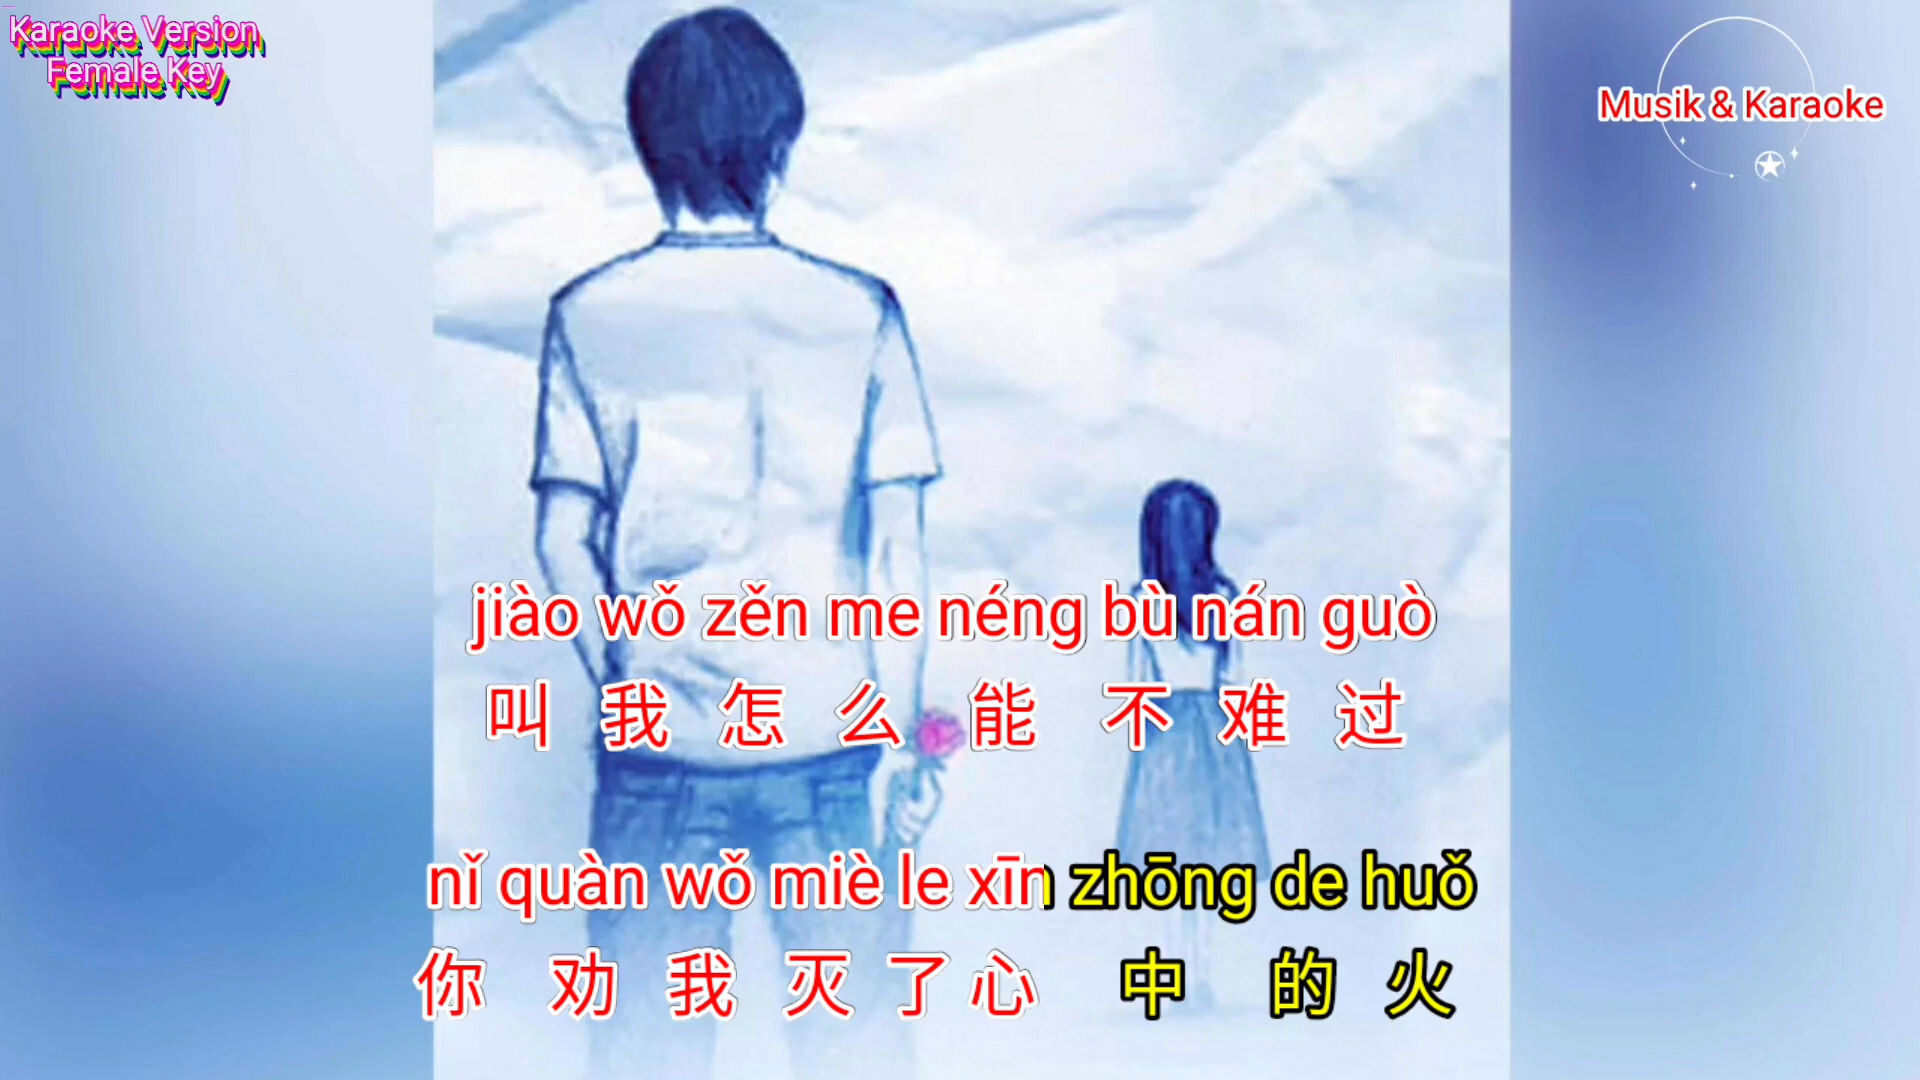 Karaoke Version
Female Key
Musik & Karaoke
jiào wǒ zěn me néng bù nán guò
叫 我 怎 么 能 不 难 过
nǐ quàn wǒ miè le xīn zhōng de huǒ
你 劝 我 灭 了 心 中 的 火